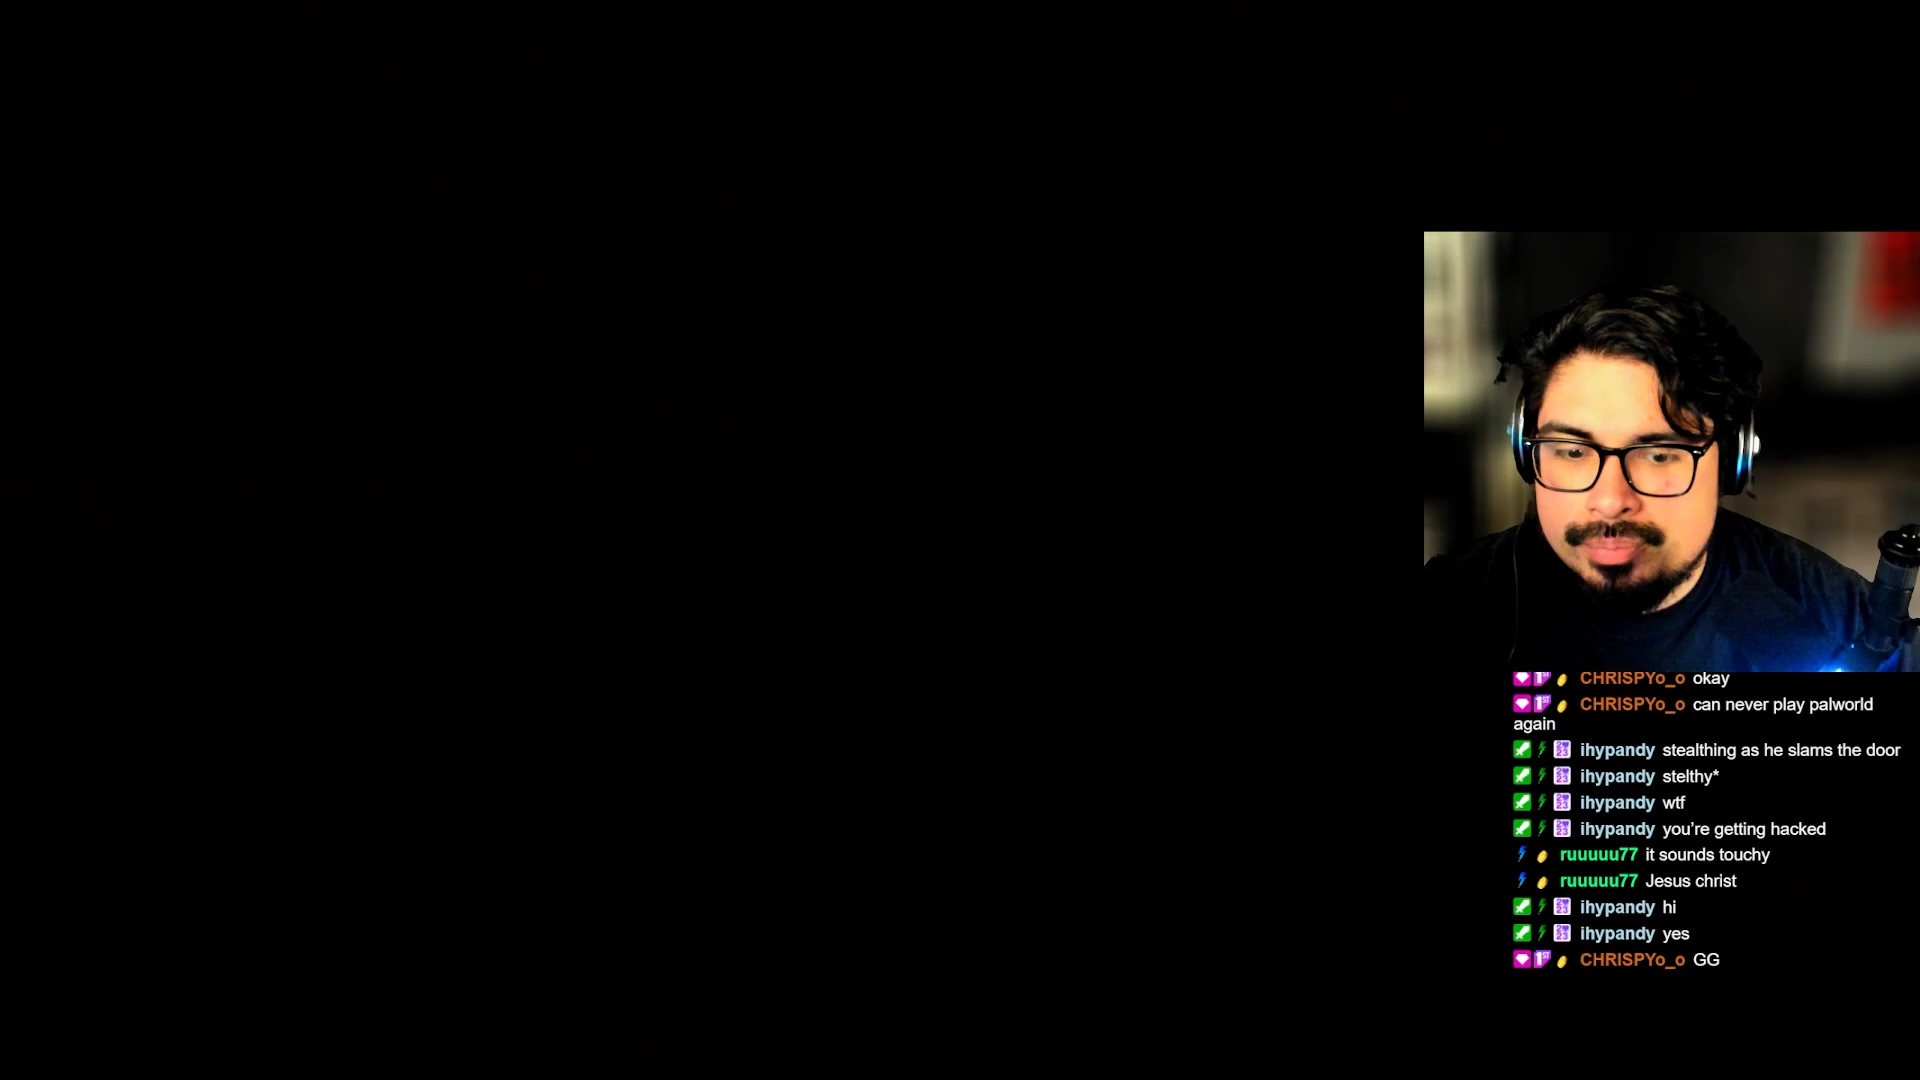 CHRISPYo_o okay
CHRISPYo_o can never play palworld
again
ihypandy stealthing as he slams the door
ihypandy stelthy*
ihypandy wtf
ihypandy you’re getting hacked
ruuuuu77 it sounds touchy
ruuuuu77 Jesus christ
ihypandy hi
ihypandy yes
CHRISPYo_o GG